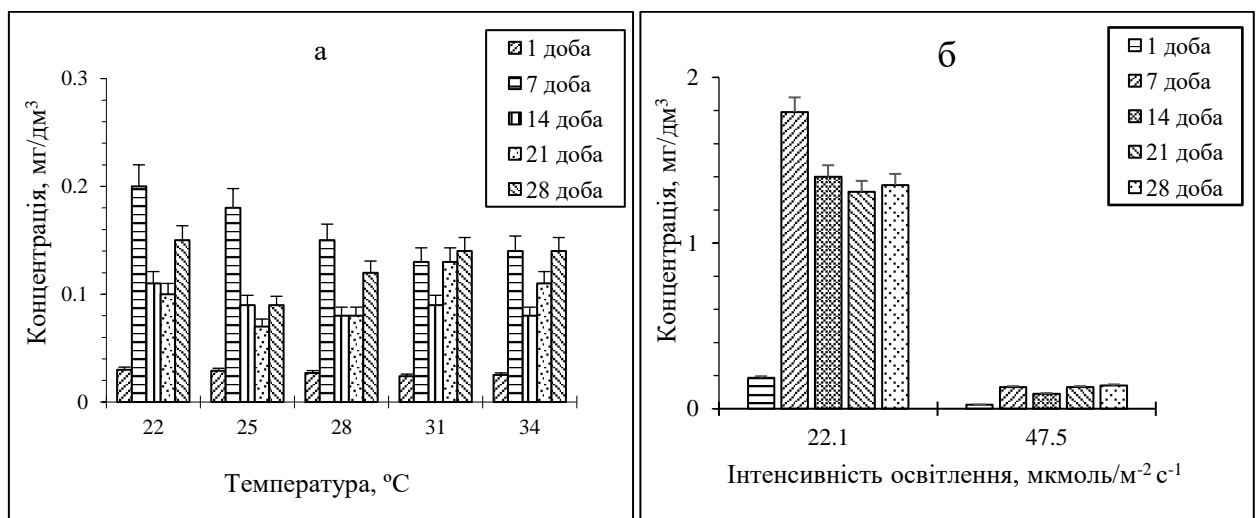 а
1 доба
7 доба
14 доба
21 доба
28 доба
Концентрація, мг/дм³
0.3
0.2
0.1
0
22 25 28 31 34
Температура, ºС
б
1 доба
7 доба
14 доба
21 доба
28 доба
Концентрація, мг/дм³
2
1
0
22.1 47.5
Інтенсивність освітлення, мкмоль/м⁻² с⁻¹